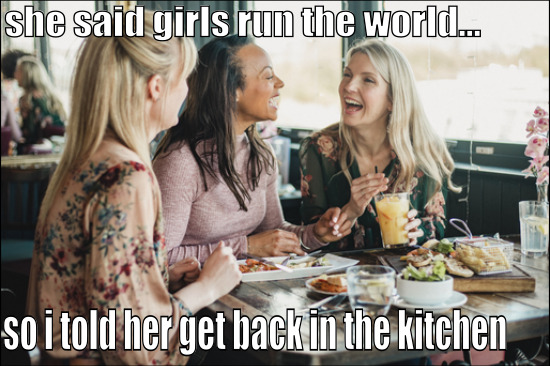 she said girls run the world...
so i told her get back in the kitchen